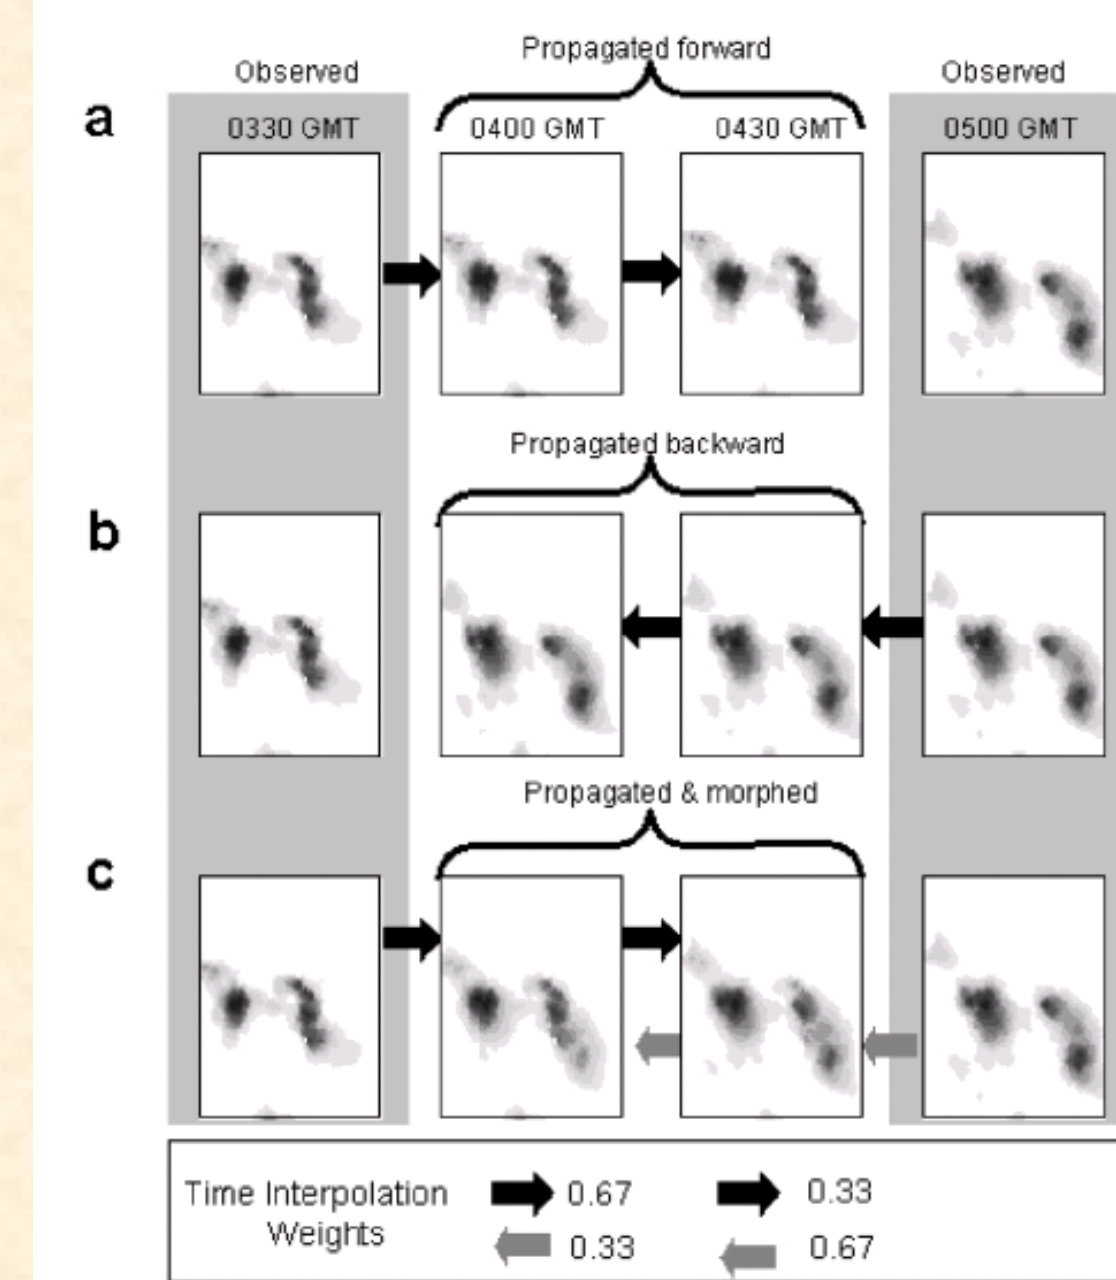 Propagated forward
Observed
Observed
a
0330 GMT
0400 GMT
0430 GMT
0500 GMT
Propagated backward
b
Propagated & morphed
c
Time Interpolation
Weights
0.67
0.33
0.33
0.67